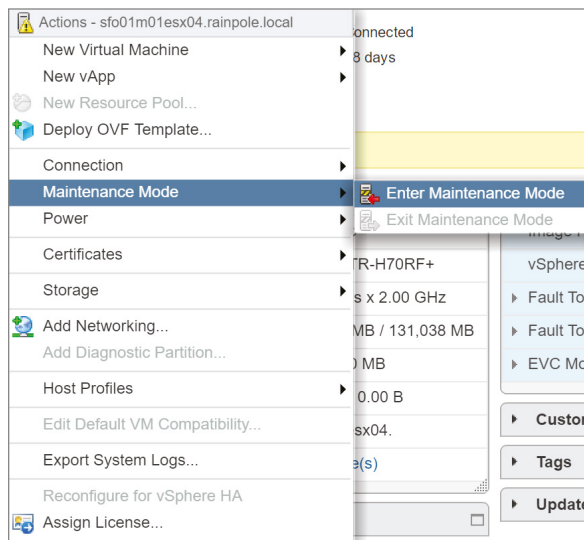 Actions - sfo01m01esx04.rainpole.local
New Virtual Machine
New vApp
New Resource Pool...
Deploy OVF Template...
Connection
Maintenance Mode
Power
Certificates
Storage
Add Networking...
Add Diagnostic Partition...
Host Profiles
Edit Default VM Compatibility...
Export System Logs...
Reconfigure for vSphere HA
Assign License...
Enter Maintenance Mode
Exit Maintenance Mode
onnected
8 days
TR-H70RF+
s x 2.00 GHz
MB / 131,038 MB
MB
0.00 B
esx04.
e(s)
Image
vSphere
Fault To
Fault To
EVC Mo
Custor
Tags
Update